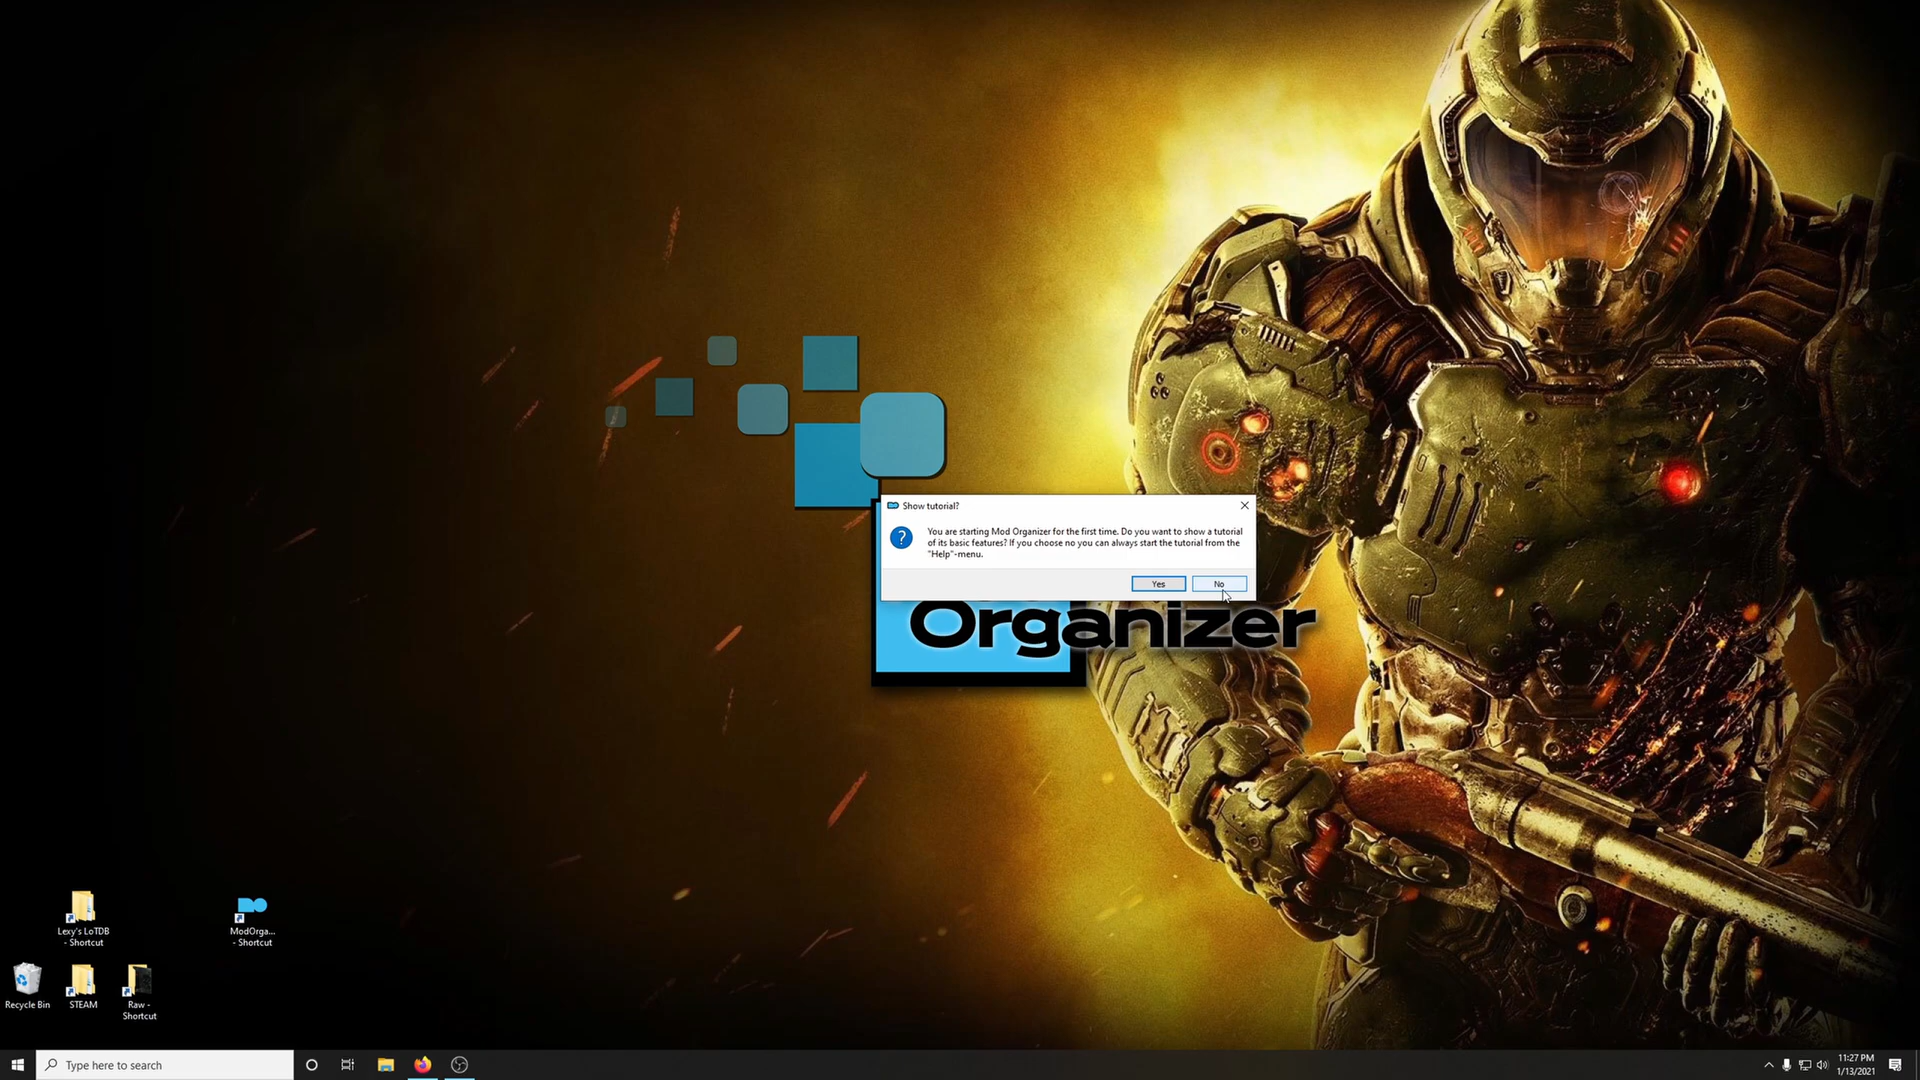 Show tutorial?
You are starting Mod Organizer for the first time. Do you want to show a tutorial
of its basic features? If you choose no you can always start the tutorial from the
"Help"-menu.
Yes
No
Organizer
Lexy's LoTDB
- Shortcut
ModOrga...
- Shortcut
Recycle Bin
STEAM
Raw -
Shortcut
Type here to search
11:27 PM
1/13/2021